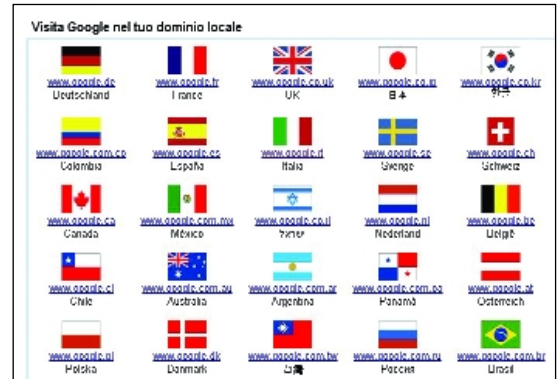 Visita Google nel tuo dominio locale
www.google.de www.google.fr www.google.co.uk www.google.co.jp www.google.co.kr
Deutschland France UK 日本 한국
www.google.com.co www.google.es www.google.it www.google.se www.google.ch
Colombia España Italia Sverige Schweiz
www.google.ca www.google.com.mx www.google.co.il www.google.nl www.google.be
Canada México ישראל Nederland België
www.google.cl www.google.com.au www.google.com.ar www.google.com.pa www.google.at
Chile Australia Argentina Panamá Österreich
www.google.pl www.google.dk www.google.com.tw www.google.com.ru www.google.com.br
Polska Danmark 台灣 Россия Brasil